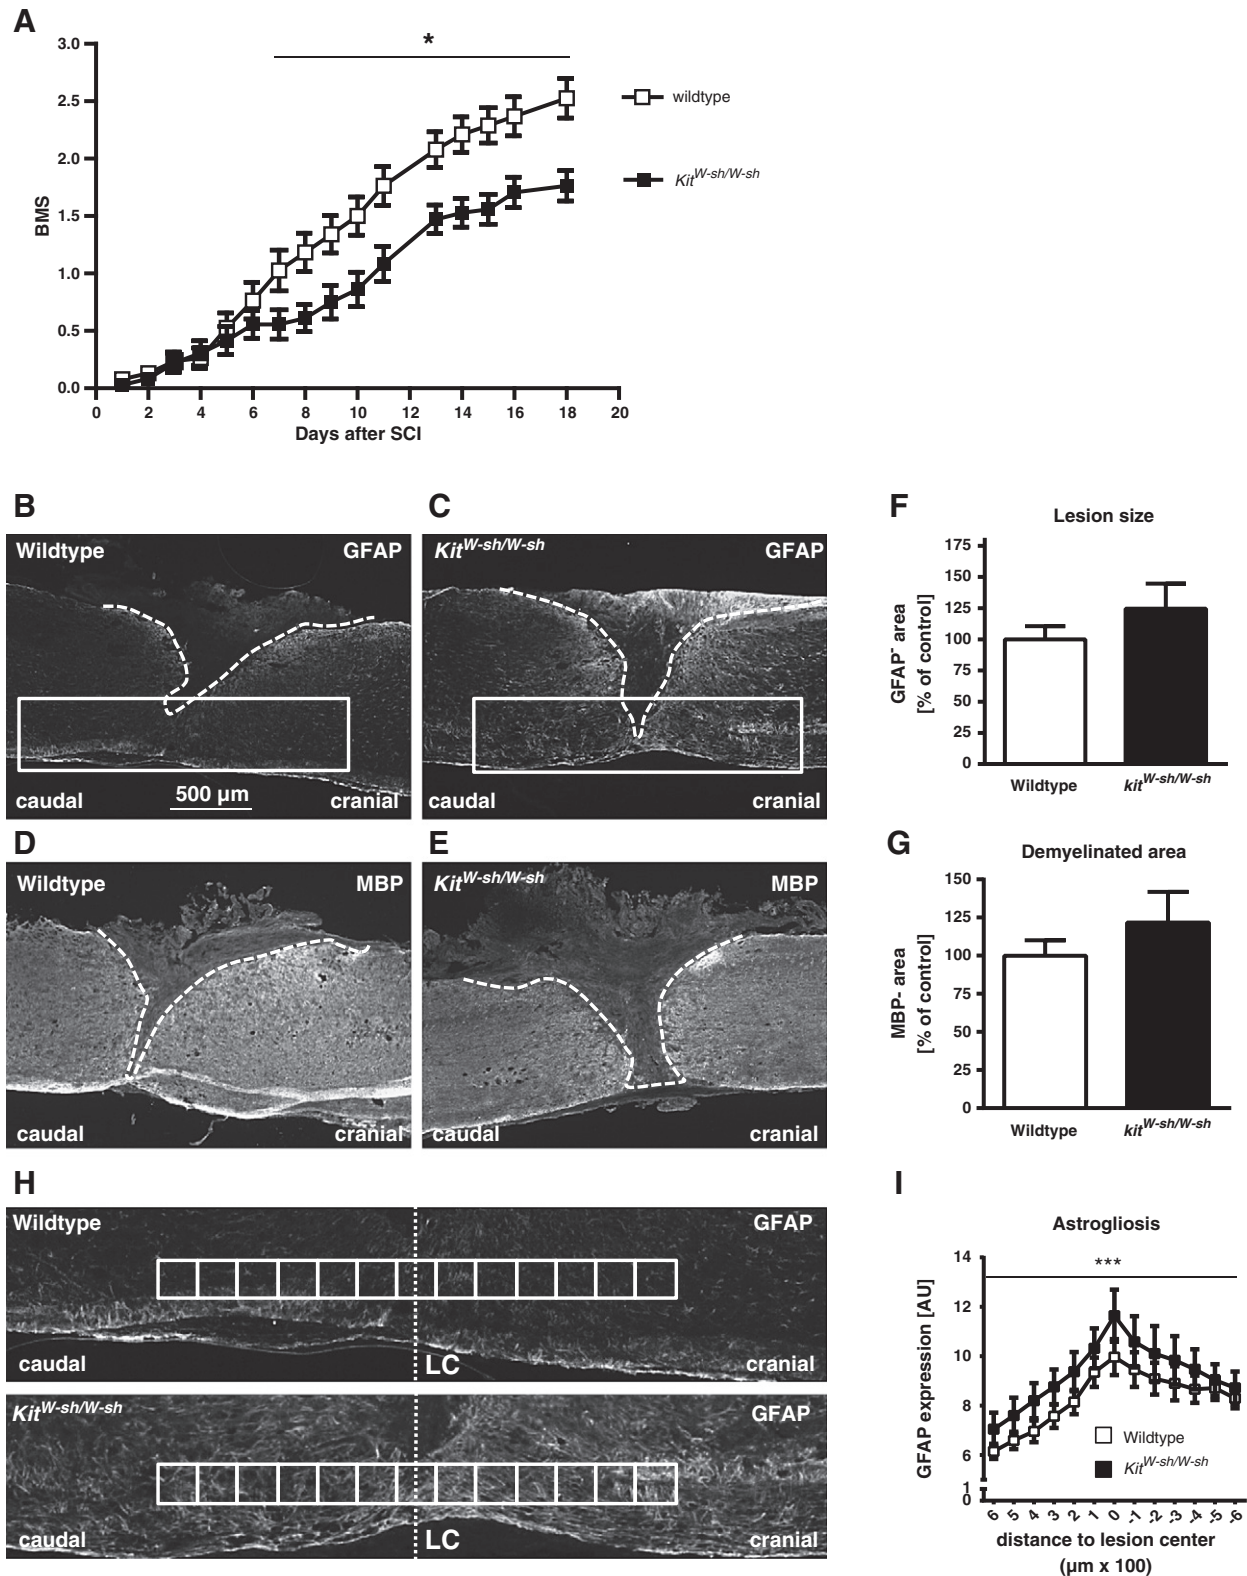 A
3.0
2.5
2.0
1.5
1.0
0.5
0.0
BMS
*
wildtype
Kit^W-sh/W-sh
0 2 4 6 8 10 12 14 16 18 20
Days after SCI
B
Wildtype GFAP
caudal 500 µm cranial
C
Kit^W-sh/W-sh GFAP
caudal cranial
D
Wildtype MBP
caudal cranial
E
Kit^W-sh/W-sh MBP
caudal cranial
F
Lesion size
GFAP⁻ area
[% of control]
175
150
125
100
75
50
25
0
Wildtype kit^W-sh/W-sh
G
Demyelinated area
MBP- area
[% of control]
150
125
100
75
50
25
0
Wildtype kit^W-sh/W-sh
H
Wildtype GFAP
caudal LC cranial
Kit^W-sh/W-sh GFAP
caudal LC cranial
I
Astrogliosis
GFAP expression [AU]
14
12
10
8
6
1
0
***
Wildtype
Kit^W-sh/W-sh
6 5 4 3 2 1 0 -1 -2 -3 -4 -5 -6
distance to lesion center
(µm x 100)